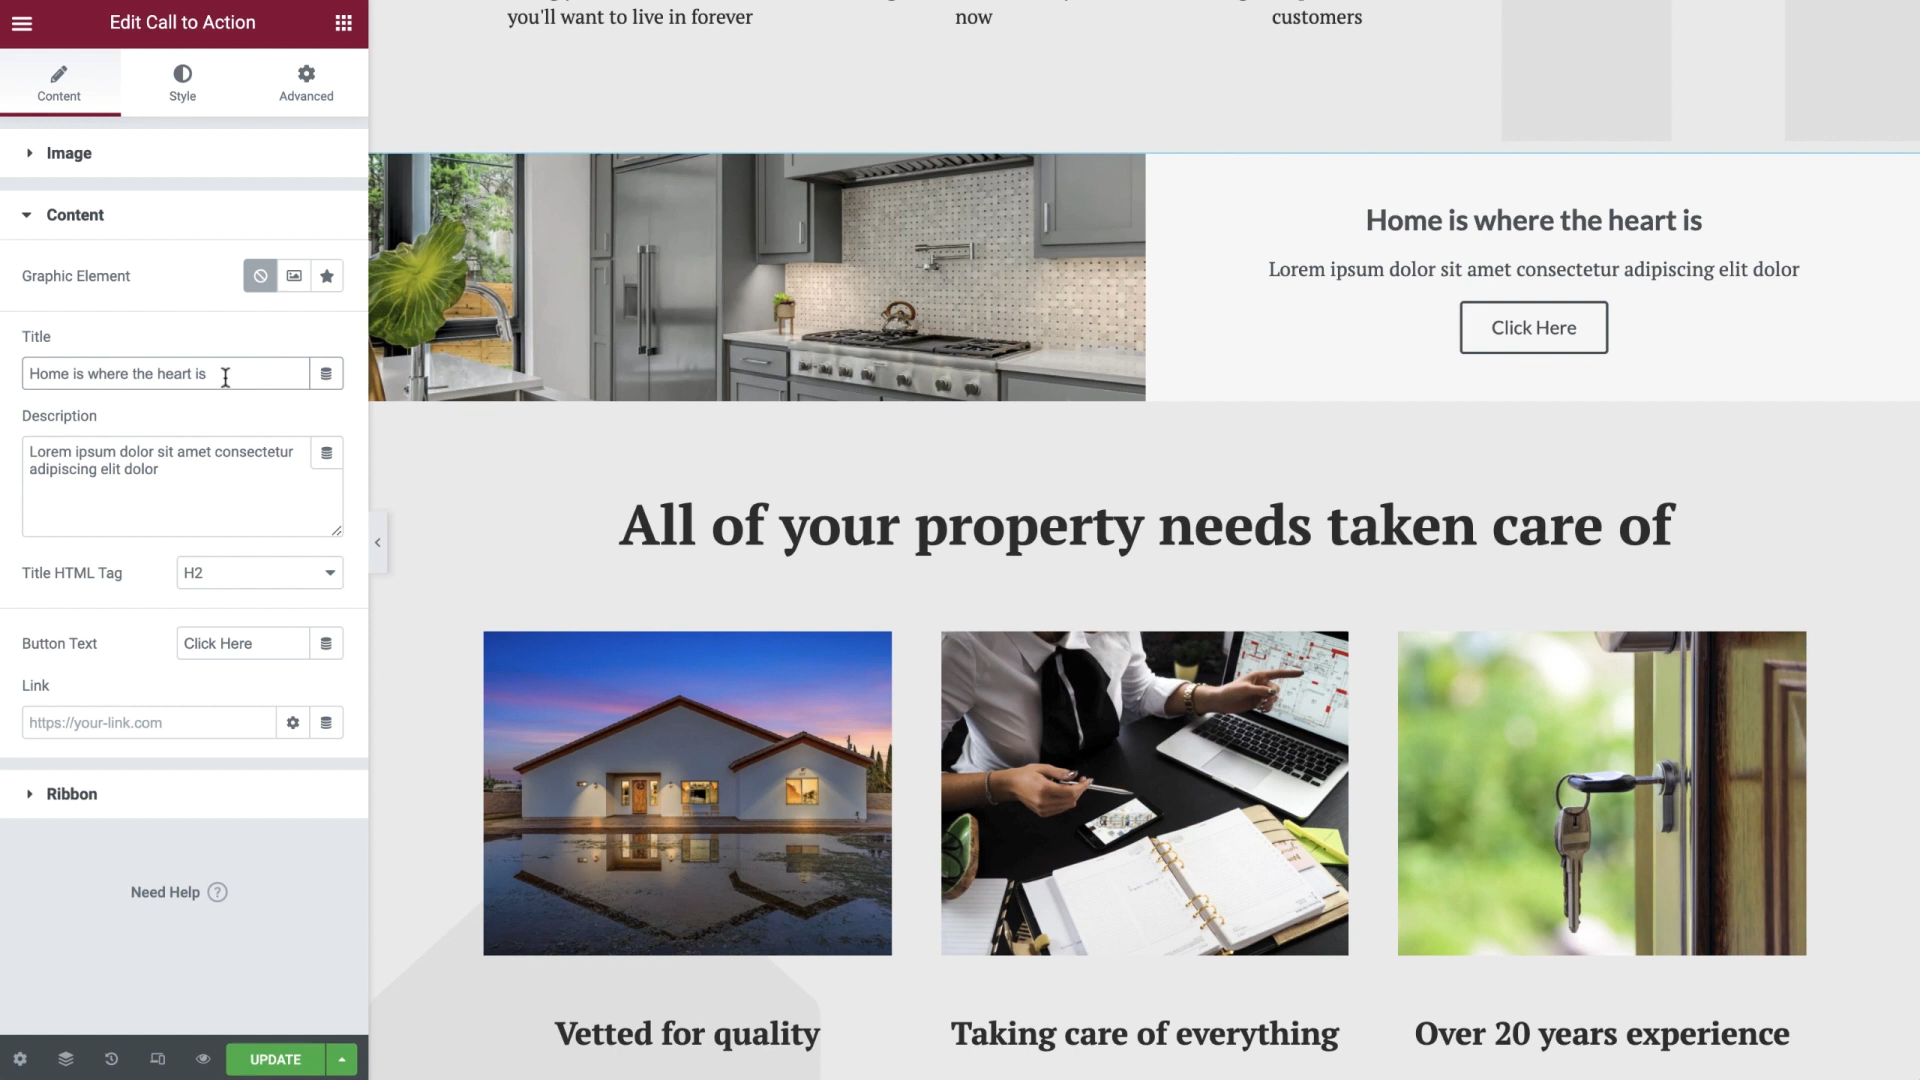 Edit Call to Action
Content
Style
Advanced
Image
Content
Graphic Element
Title
Home is where the heart is
Description
Lorem ipsum dolor sit amet consectetur
adipiscing elit dolor
Title HTML Tag
H2
Button Text
Click Here
Link
https://your-link.com
Ribbon
Need Help ?
UPDATE
you'll want to live in forever
now
customers
Home is where the heart is
Lorem ipsum dolor sit amet consectetur adipiscing elit dolor
Click Here
All of your property needs taken care of
Vetted for quality
Taking care of everything
Over 20 years experience